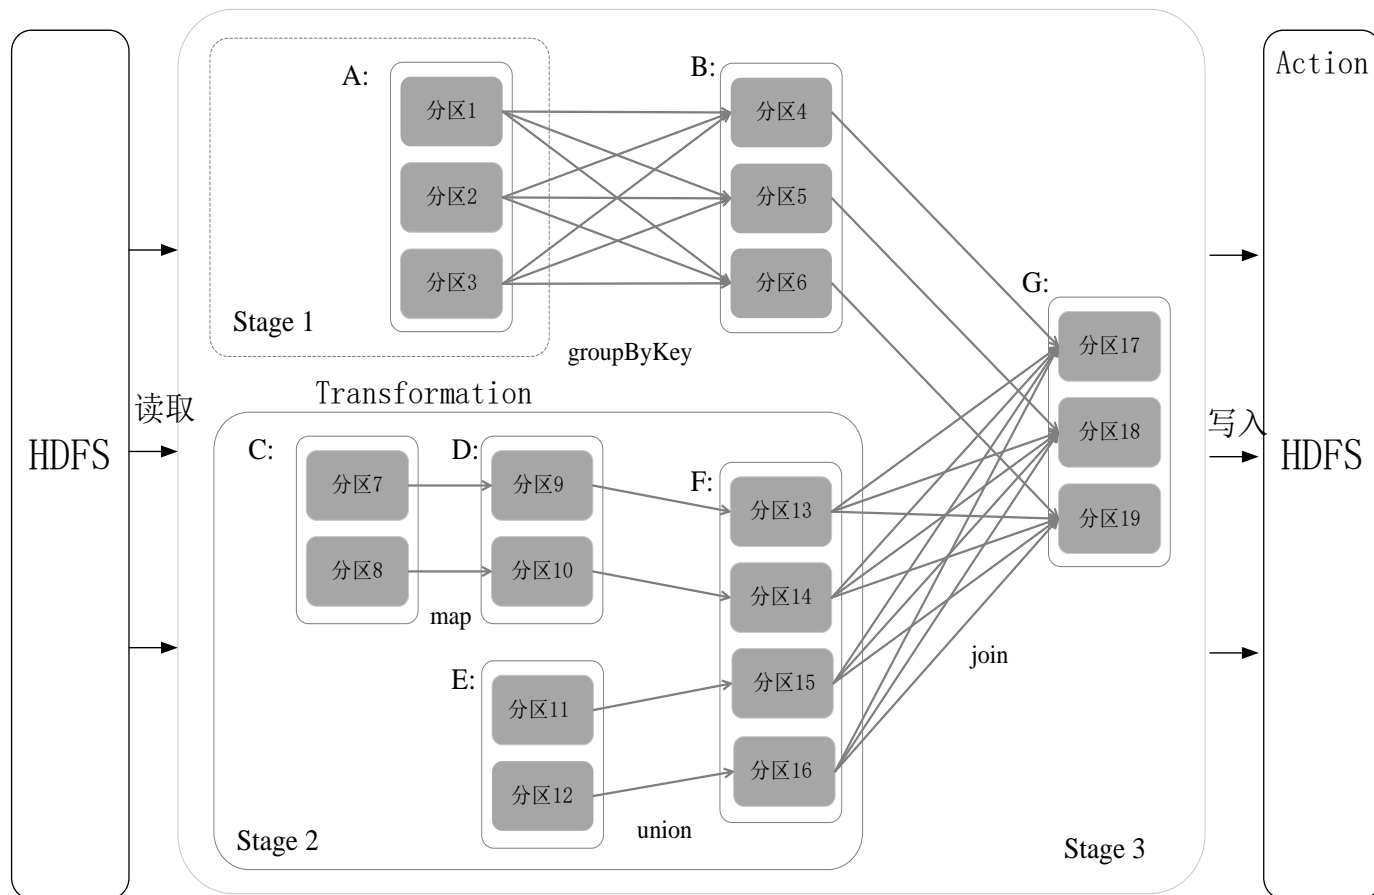 HDFS
读取
A:
分区1
分区2
分区3
Stage 1
groupByKey
B:
分区4
分区5
分区6
Transformation
C:
分区7
分区8
map
D:
分区9
分区10
E:
分区11
分区12
union
F:
分区13
分区14
分区15
分区16
Stage 2
join
G:
分区17
分区18
分区19
Stage 3
写入
Action
HDFS